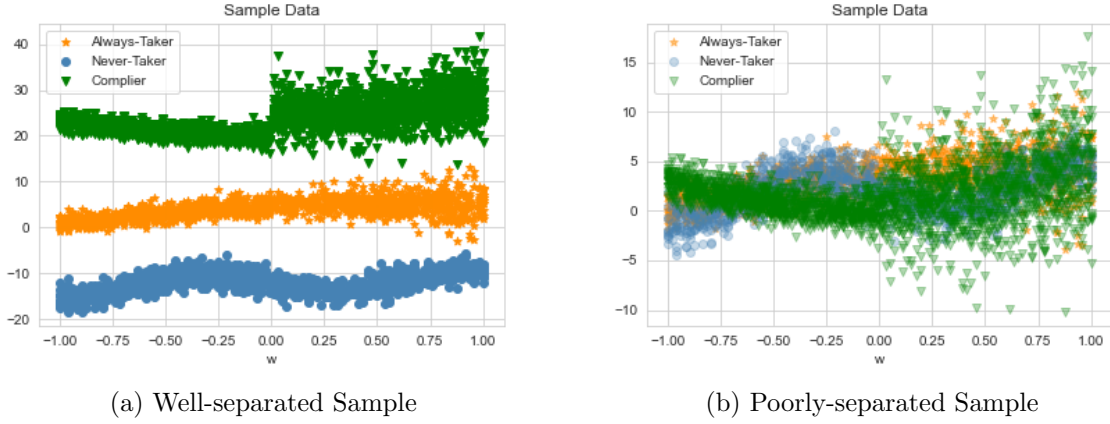 Sample Data
Always-Taker
Never-Taker
Complier
40
30
20
10
0
−10
−20
−1.00 −0.75 −0.50 −0.25 0.00 0.25 0.50 0.75 1.00
w
(a) Well-separated Sample
Sample Data
Always-Taker
Never-Taker
Complier
15
10
5
0
−5
−10
−1.00 −0.75 −0.50 −0.25 0.00 0.25 0.50 0.75 1.00
w
(b) Poorly-separated Sample